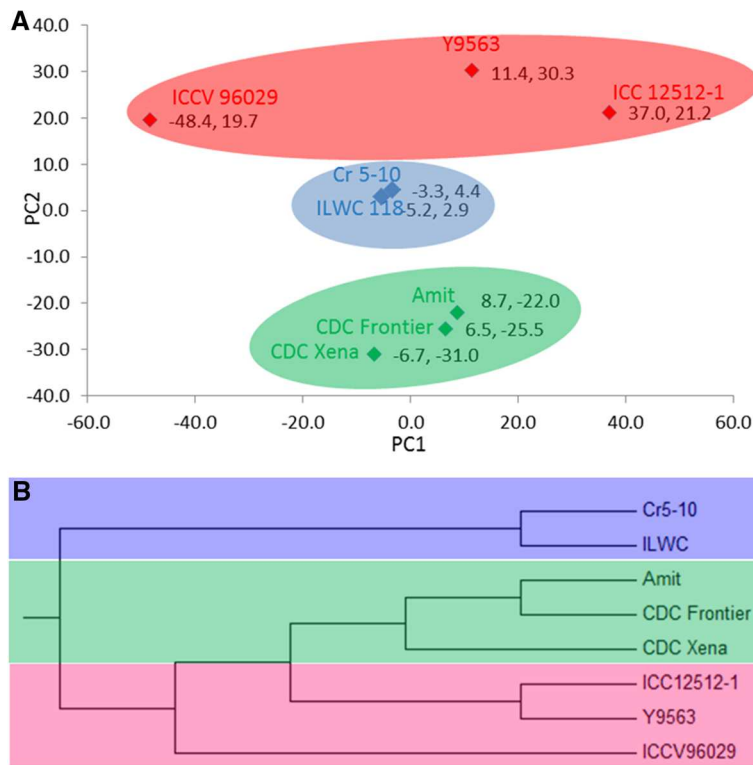 A
40.0
30.0
20.0
10.0
0.0
-10.0
-20.0
-30.0
-40.0
PC2
Y9563
11.4, 30.3
ICCV 96029
-48.4, 19.7
ICC 12512-1
37.0, 21.2
Cr 5-10
-3.3, 4.4
ILWC 118
-5.2, 2.9
Amit
8.7, -22.0
CDC Frontier
6.5, -25.5
CDC Xena
-6.7, -31.0
-60.0 -40.0 -20.0 0.0 20.0 40.0 60.0
PC1
B
Cr5-10
ILWC
Amit
CDC Frontier
CDC Xena
ICC12512-1
Y9563
ICCV96029